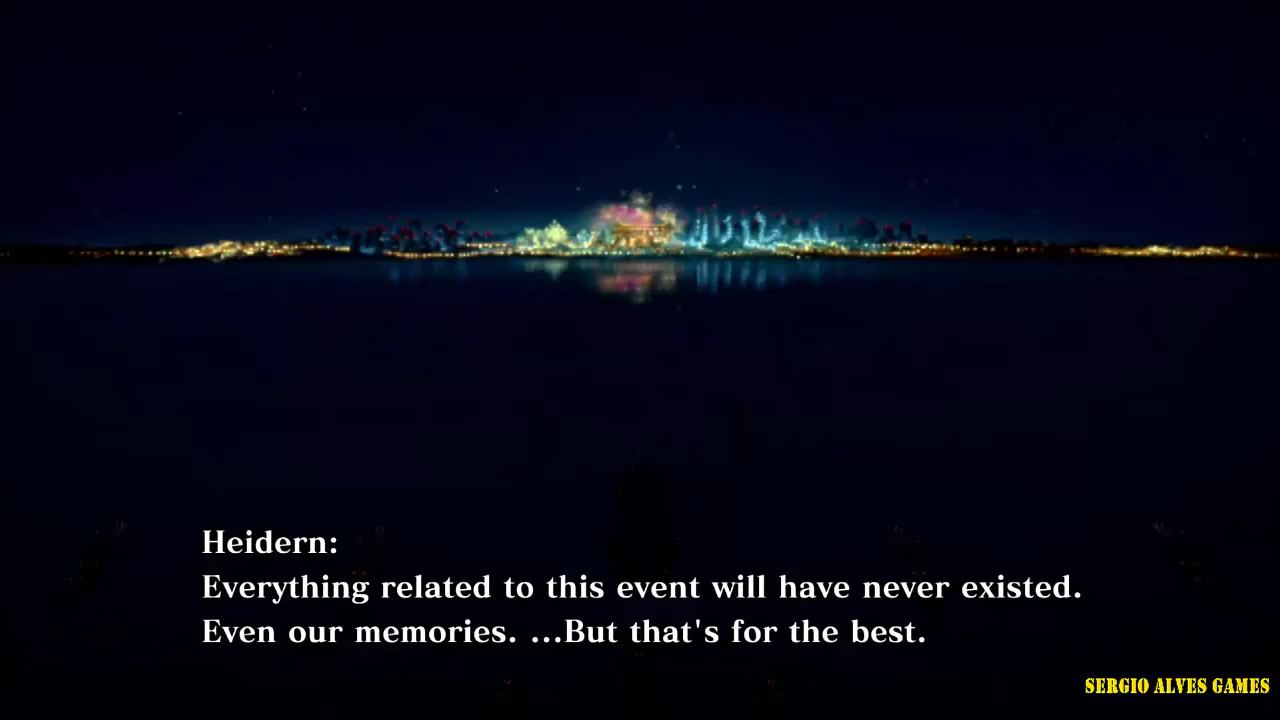 Heidern:
Everything related to this event will have never existed.
Even our memories. ...But that's for the best.
SERGIO ALVES GAMES